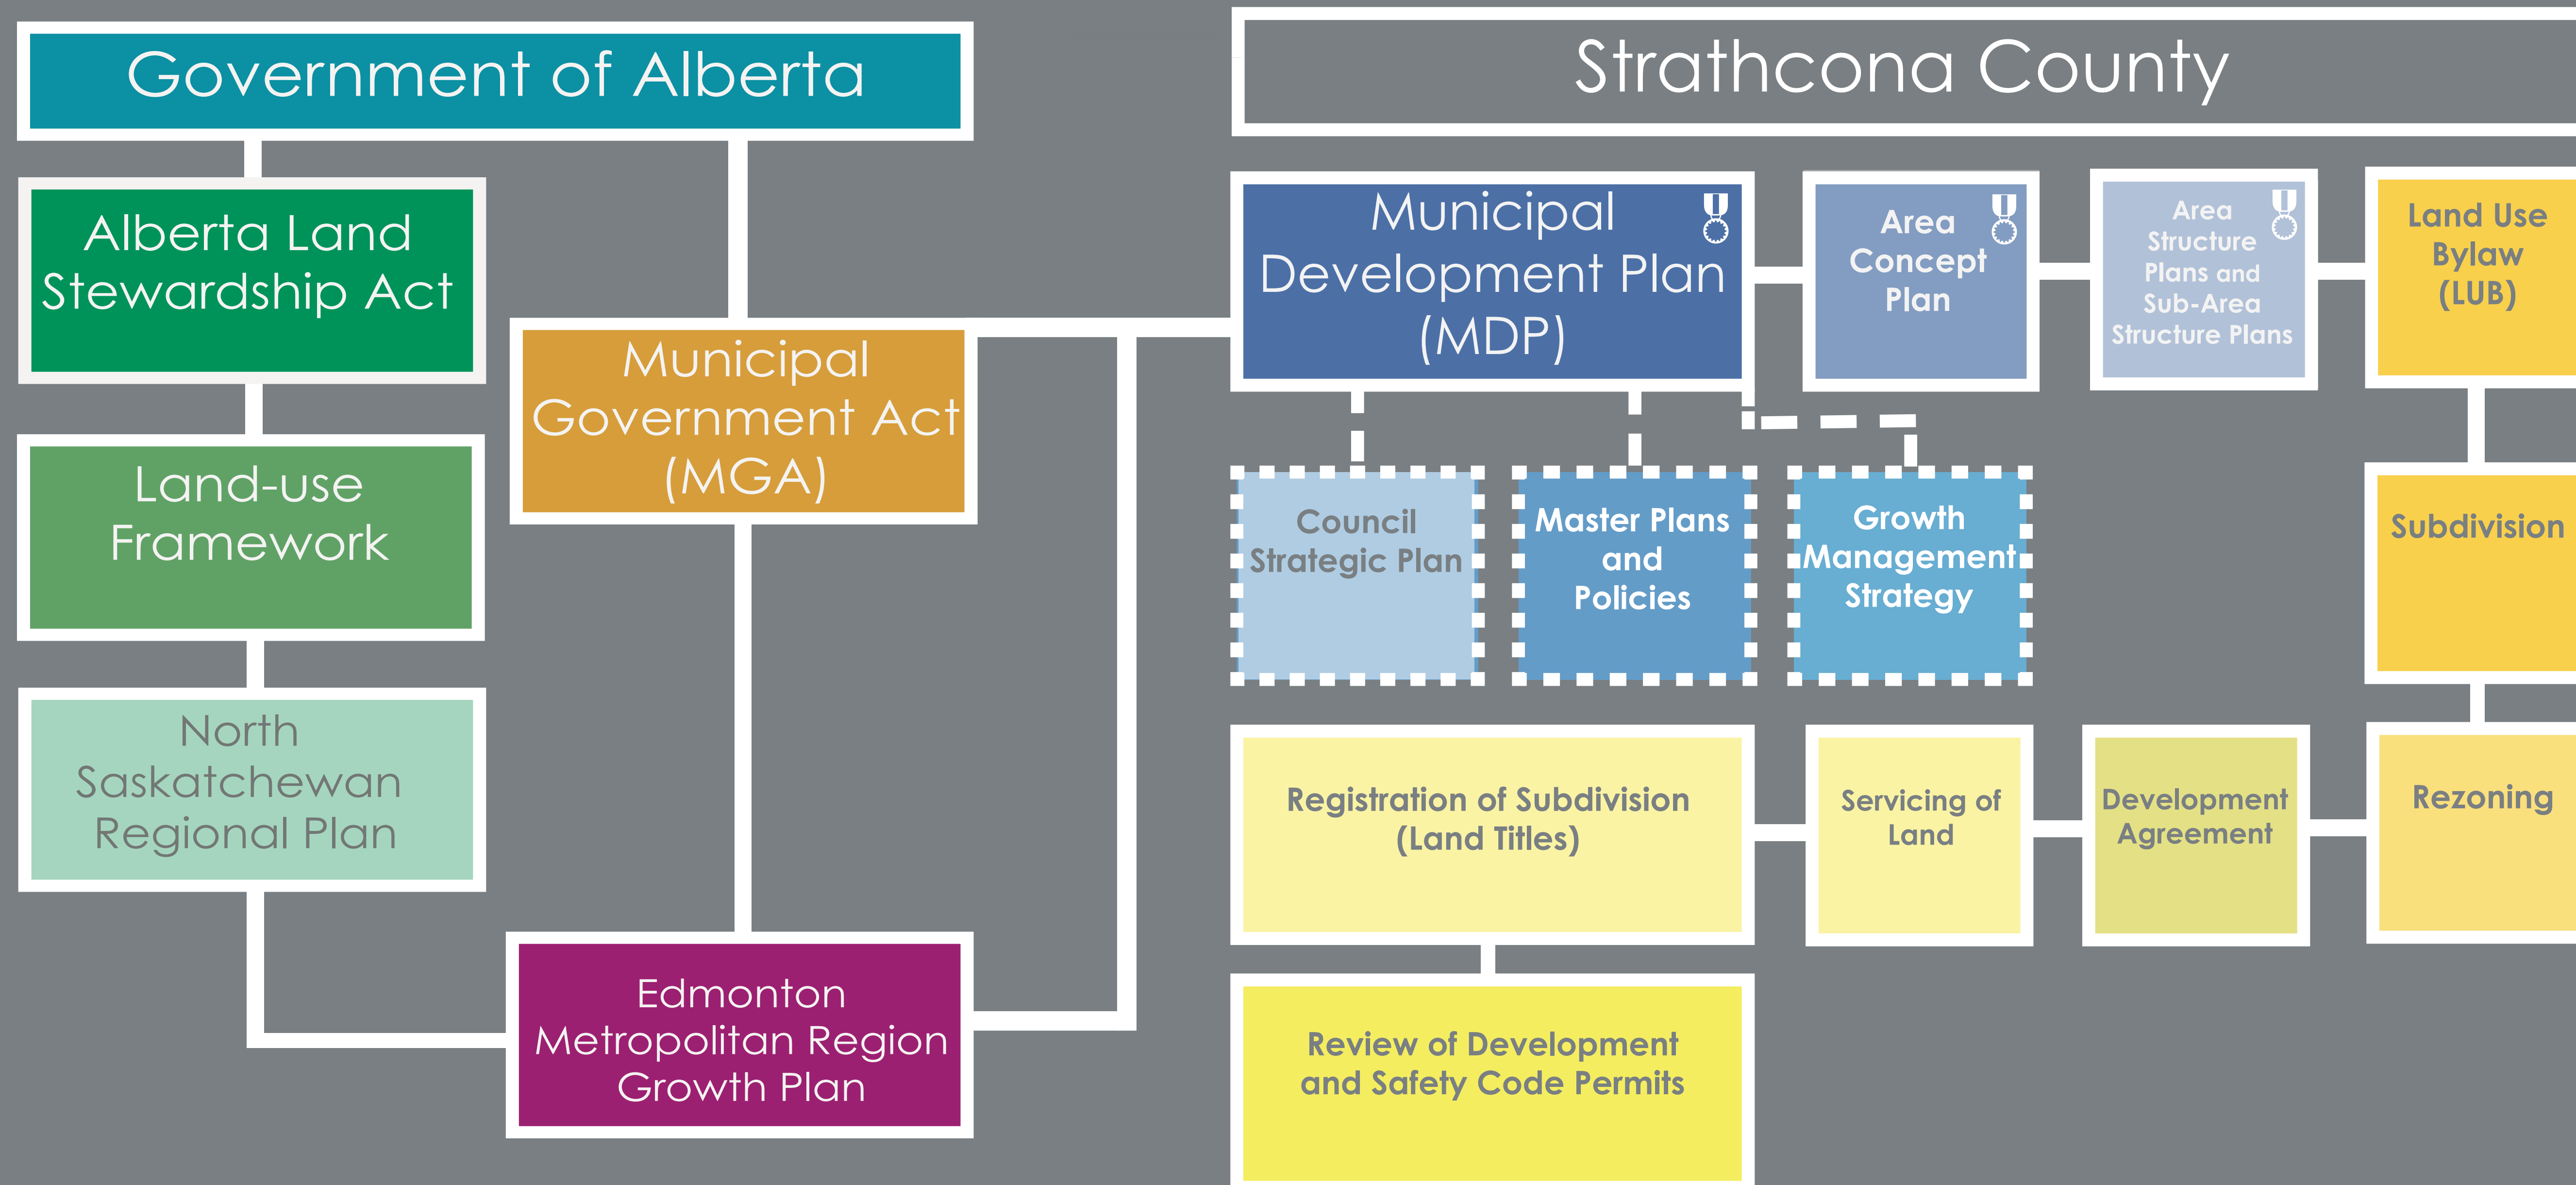 Government of Alberta
Alberta Land
Stewardship Act
Land-use
Framework
North
Saskatchewan
Regional Plan
Municipal
Government Act
(MGA)
Edmonton
Metropolitan Region
Growth Plan
Strathcona County
Municipal
Development Plan
(MDP)
Area
Concept
Plan
Area
Structure
Plans and
Sub-Area
Structure Plans
Land Use
Bylaw
(LUB)
Council
Strategic Plan
Master Plans
and
Policies
Growth
Management
Strategy
Subdivision
Registration of Subdivision
(Land Titles)
Servicing of
Land
Development
Agreement
Rezoning
Review of Development
and Safety Code Permits